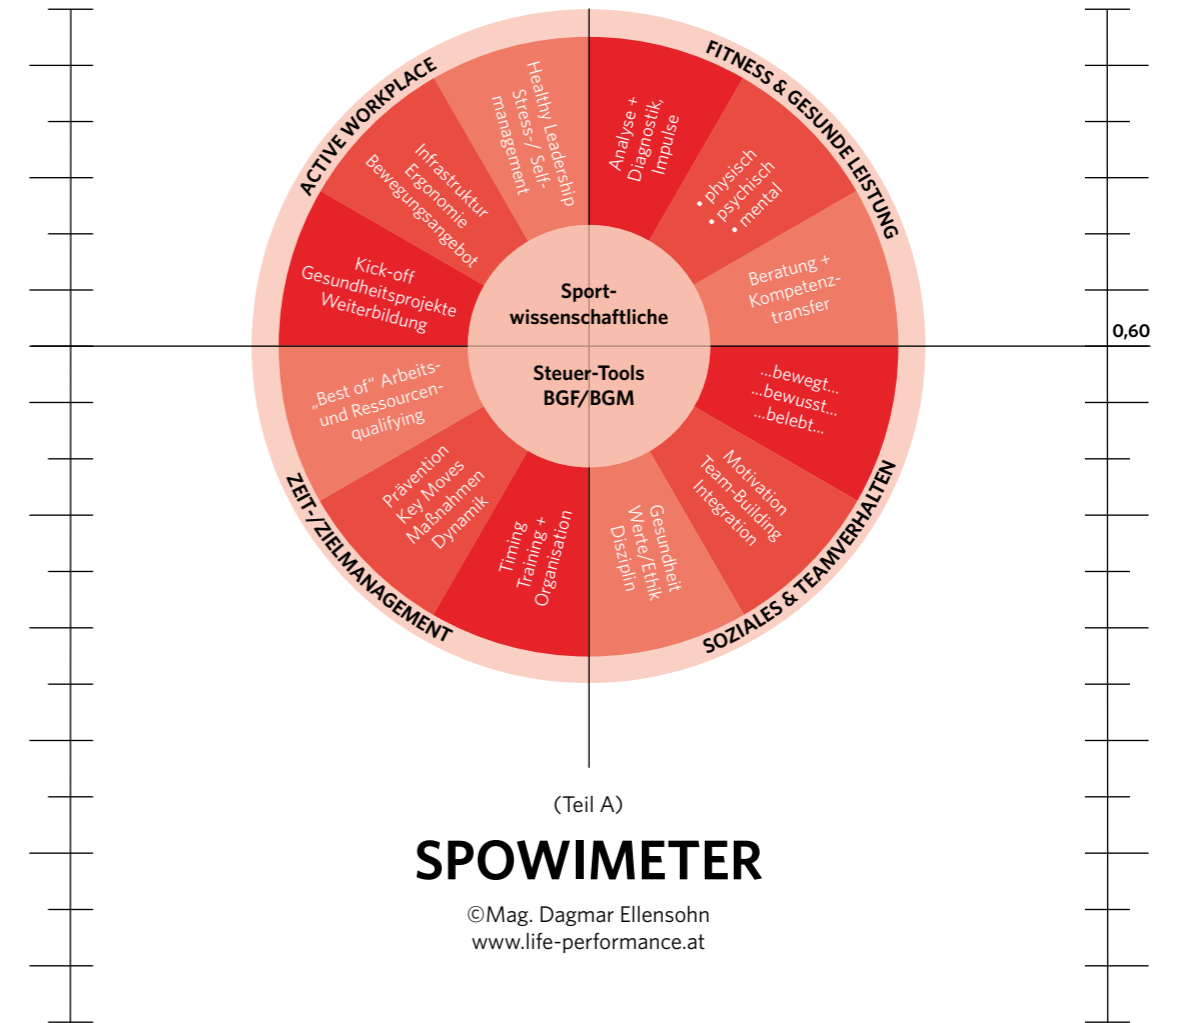 ACTIVE WORKPLACE
Healthy Leadership
Stress-/ Self-
management
Infrastruktur
Ergonomie
Bewegungsangebot
Kick-off
Gesundheitsprojekte
Weiterbildung
FITNESS & GESUNDE LEISTUNG
Analyse +
Diagnostik,
Impulse
▪ physisch
▪ psychisch
▪ mental
Beratung +
Kompetenz-
transfer
Sport-
wissenschaftliche
Steuer-Tools
BGF/BGM
0,60
...bewegt...
...bewusst...
...belebt...
Motivation
Team-Building
Integration
Gesundheit
Werte/Ethik
Disziplin
SOZIALES & TEAMVERHALTEN
Timing
Training +
Organisation
Prävention
Key Moves
Maßnahmen
Dynamik
„Best of“ Arbeits-
und Ressourcen-
qualifying
ZEIT-/ZIELMANAGEMENT
(Teil A)
SPOWIMETER
©Mag. Dagmar Ellensohn
www.life-performance.at